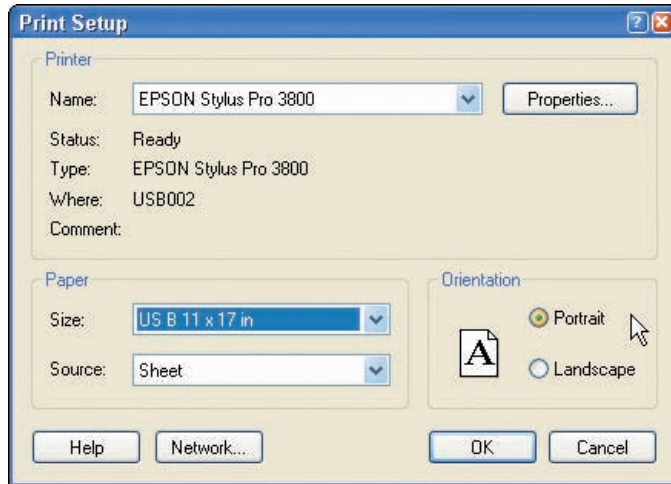 Print Setup
Printer
Name: EPSON Stylus Pro 3800 Properties...
Status: Ready
Type: EPSON Stylus Pro 3800
Where: USB002
Comment:
Paper
Size: US B 11 x 17 in
Source: Sheet
Orientation
Portrait
A
Landscape
Help Network... OK Cancel